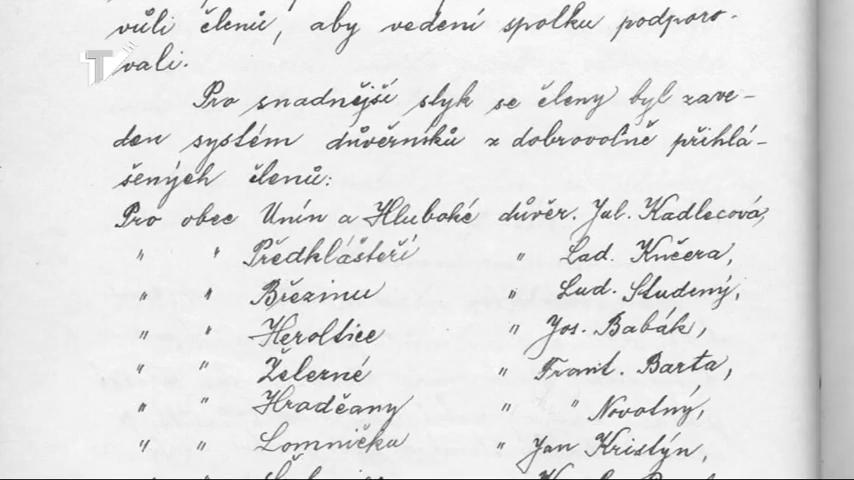 vůli členů, aby vedení spolku podporo-
vali.
Pro snadnější styk se členy byl zave-
den systém důvěrníků z dobrovolně přihlá-
šených členů:
Pro obec Unín a Hluboké důvěr. Jul. Kadlecová,
" " Předklášteří " Lad. Kučera,
" " Březinu " Lud. Studený,
" " Heroltice " Jos. Babák,
" " Železné " Frant. Barta,
" " Hradčany " " Novotný,
" " Lomničku " Jan Kristýn,